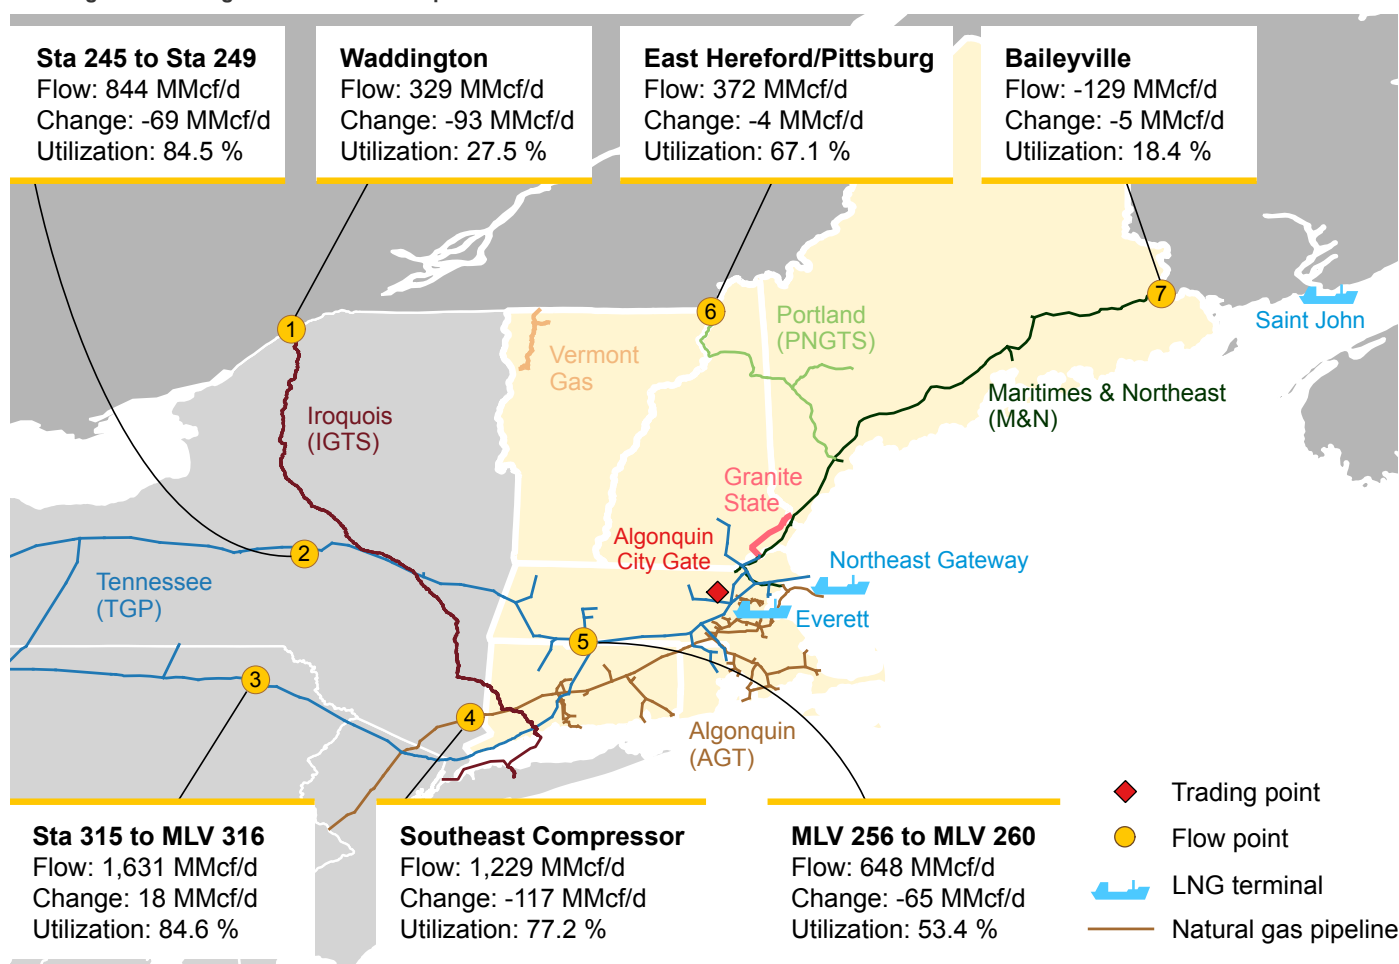 Sta 245 to Sta 249
Flow: 844 MMcf/d
Change: -69 MMcf/d
Utilization: 84.5 %
Waddington
Flow: 329 MMcf/d
Change: -93 MMcf/d
Utilization: 27.5 %
East Hereford/Pittsburg
Flow: 372 MMcf/d
Change: -4 MMcf/d
Utilization: 67.1 %
Baileyville
Flow: -129 MMcf/d
Change: -5 MMcf/d
Utilization: 18.4 %
1
6
7
Saint John
Portland
(PNGTS)
Vermont
Gas
Maritimes & Northeast
(M&N)
Iroquois
(IGTS)
Granite
State
Algonquin
City Gate
2
Northeast Gateway
Tennessee
(TGP)
Everett
5
3
4
Algonquin
(AGT)
Sta 315 to MLV 316
Flow: 1,631 MMcf/d
Change: 18 MMcf/d
Utilization: 84.6 %
Southeast Compressor
Flow: 1,229 MMcf/d
Change: -117 MMcf/d
Utilization: 77.2 %
MLV 256 to MLV 260
Flow: 648 MMcf/d
Change: -65 MMcf/d
Utilization: 53.4 %
Trading point
Flow point
LNG terminal
Natural gas pipeline